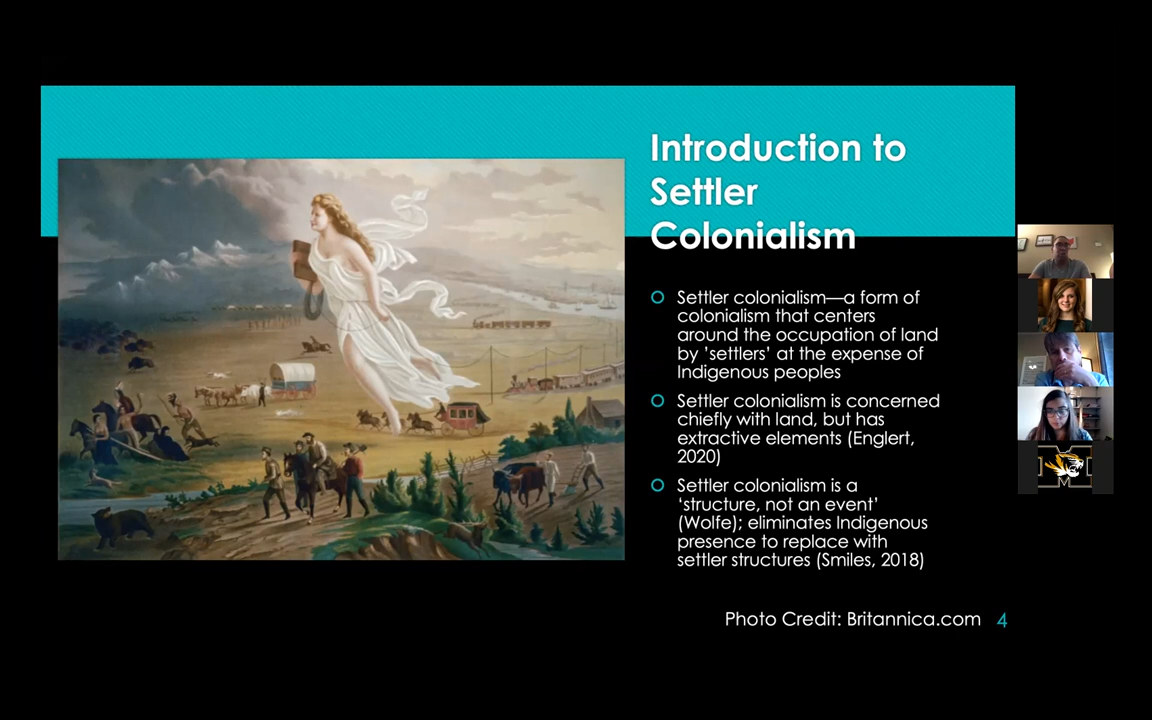 Introduction to
Settler
Colonialism
Settler colonialism—a form of
colonialism that centers
around the occupation of land
by 'settlers' at the expense of
Indigenous peoples
Settler colonialism is concerned
chiefly with land, but has
extractive elements (Englert,
2020)
Settler colonialism is a
‘structure, not an event’
(Wolfe); eliminates Indigenous
presence to replace with
settler structures (Smiles, 2018)
Photo Credit: Britannica.com 4